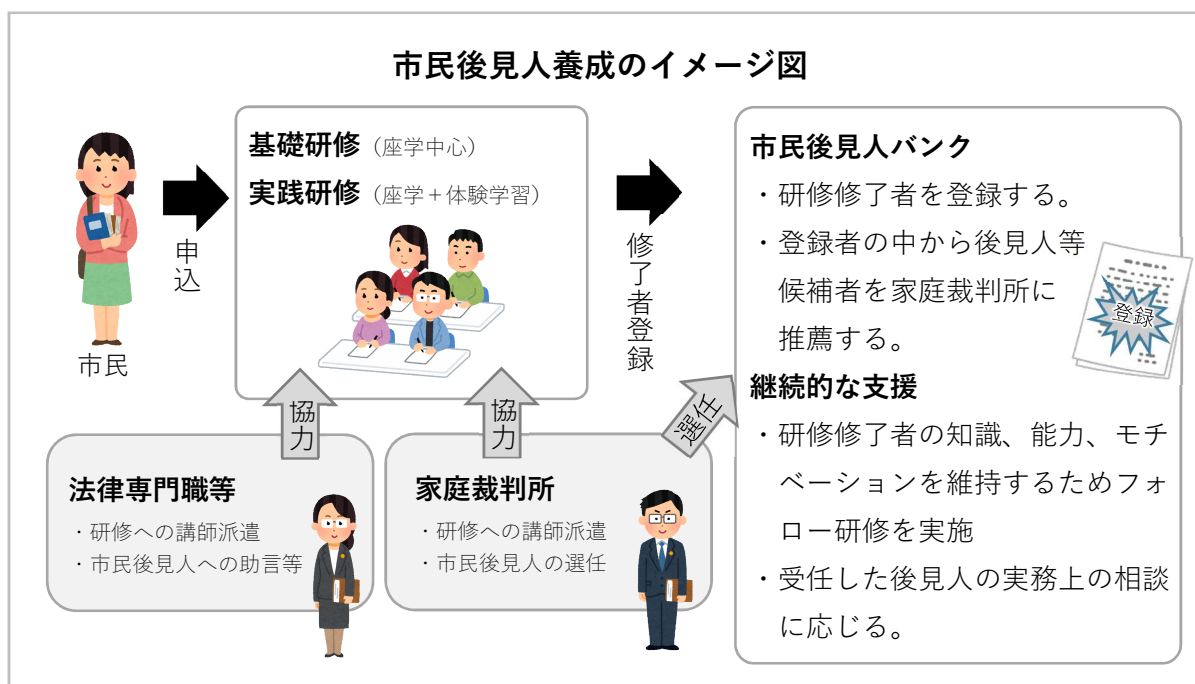 市民後見人養成のイメージ図
市民
申込
基礎研修（座学中心）
実践研修（座学＋体験学習）
修了者登録
市民後見人バンク
・研修修了者を登録する。
・登録者の中から後見人等
候補者を家庭裁判所に
推薦する。
登録
継続的な支援
・研修修了者の知識、能力、モチ
ベーションを維持するためフォ
ロー研修を実施
・受任した後見人の実務上の相談
に応じる。
協力
協力
選任
法律専門職等
・研修への講師派遣
・市民後見人への助言等
家庭裁判所
・研修への講師派遣
・市民後見人の選任